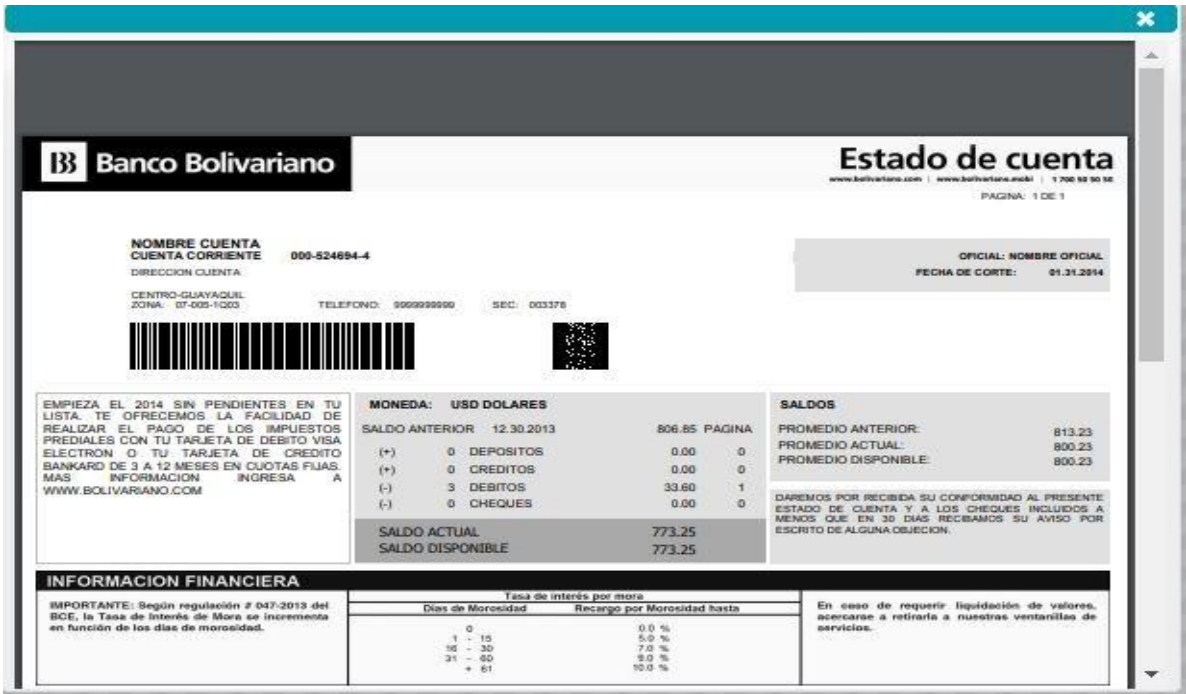 Banco Bolivariano
Estado de cuenta
www.bolivariano.com | www.bolivariano.mobi | 1 700 50 50 50
PAGINA: 1 DE 1
NOMBRE CUENTA
CUENTA CORRIENTE 000-524694-4
DIRECCION CUENTA
CENTRO-GUAYAQUIL
ZONA: 07-005-1Q03 TELEFONO: 9999999999 SEC: 003378
OFICIAL: NOMBRE OFICIAL
FECHA DE CORTE: 01.31.2014
EMPIEZA EL 2014 SIN PENDIENTES EN TU
LISTA. TE OFRECEMOS LA FACILIDAD DE
REALIZAR EL PAGO DE LOS IMPUESTOS
PREDIALES CON TU TARJETA DE DEBITO VISA
ELECTRON O TU TARJETA DE CREDITO
BANKARD DE 3 A 12 MESES EN CUOTAS FIJAS.
MAS INFORMACION INGRESA A
WWW.BOLIVARIANO.COM
MONEDA: USD DOLARES
SALDO ANTERIOR 12.30.2013 806.85 PAGINA
(+) 0 DEPOSITOS 0.00 0
(+) 0 CREDITOS 0.00 0
(-) 3 DEBITOS 33.60 1
(-) 0 CHEQUES 0.00 0
SALDO ACTUAL 773.25
SALDO DISPONIBLE 773.25
SALDOS
PROMEDIO ANTERIOR: 813.23
PROMEDIO ACTUAL: 800.23
PROMEDIO DISPONIBLE: 800.23
DAREMOS POR RECIBIDA SU CONFORMIDAD AL PRESENTE
ESTADO DE CUENTA Y A LOS CHEQUES INCLUIDOS A
MENOS QUE EN 30 DIAS RECIBAMOS SU AVISO POR
ESCRITO DE ALGUNA OBJECION.
INFORMACION FINANCIERA
IMPORTANTE: Según regulación # 047-2013 del
BCE, la Tasa de Interés de Mora se incrementa
en función de los días de morosidad.
Tasa de interés por mora
Días de Morosidad Recargo por Morosidad hasta
0 0.0 %
1 - 15 5.0 %
16 - 30 7.0 %
31 - 60 9.0 %
+ 61 10.0 %
En caso de requerir liquidación de valores,
acercarse a retirarla a nuestras ventanillas de
servicios.